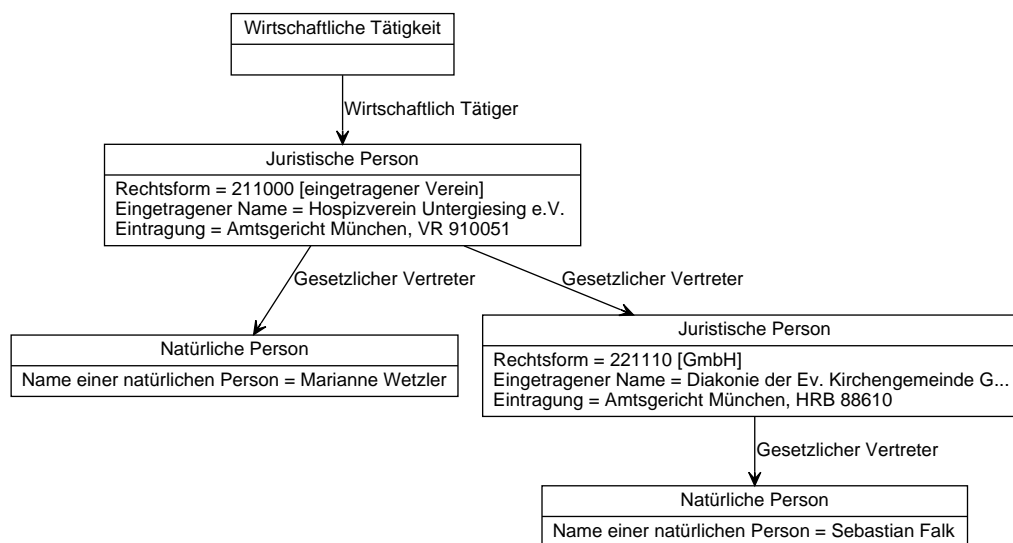 Wirtschaftliche Tätigkeit
Wirtschaftlich Tätiger
Juristische Person
Rechtsform = 211000 [eingetragener Verein]
Eingetragener Name = Hospizverein Untergiesing e.V.
Eintragung = Amtsgericht München, VR 910051
Gesetzlicher Vertreter
Gesetzlicher Vertreter
Natürliche Person
Name einer natürlichen Person = Marianne Wetzler
Juristische Person
Rechtsform = 221110 [GmbH]
Eingetragener Name = Diakonie der Ev. Kirchengemeinde G...
Eintragung = Amtsgericht München, HRB 88610
Gesetzlicher Vertreter
Natürliche Person
Name einer natürlichen Person = Sebastian Falk